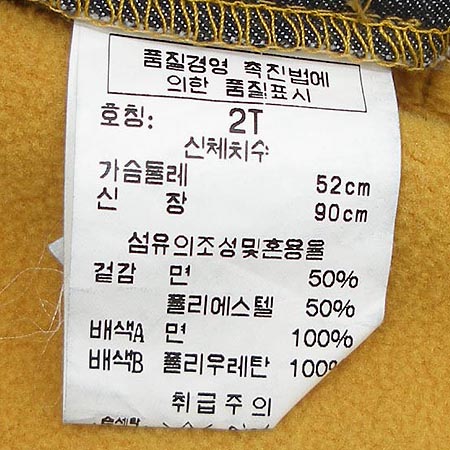 품질경영 촉진법에
의한 품질표시
호칭: 2T
신체치수
가슴둘레 52cm
신 장 90cm
섬유의조성및혼용율
겉감 면 50%
폴리에스텔 50%
배색A 면 100%
배색B 폴리우레탄 100%
취급주의
손세탁